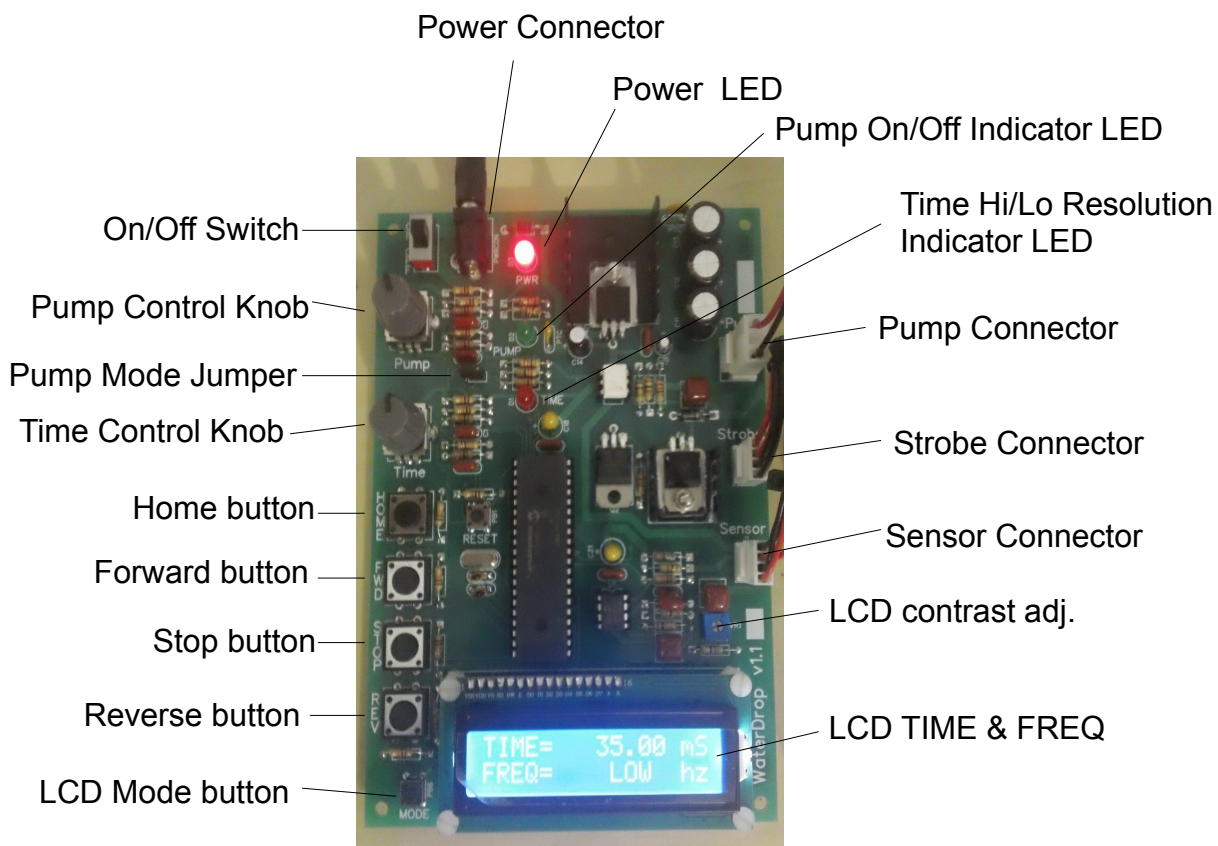 Power Connector
Power LED
Pump On/Off Indicator LED
Time Hi/Lo Resolution
Indicator LED
On/Off Switch
Pump Control Knob
Pump Connector
Pump Mode Jumper
Time Control Knob
Strobe Connector
Home button
Sensor Connector
Forward button
LCD contrast adj.
Stop button
Reverse button
LCD TIME & FREQ
LCD Mode button
PWR
PUMP
Pump
TIME
C14
Time
HOME
RESET
Sensor
FWD
STOP
REV
WaterDrop v1.1
TIME= 35.00 mS
FREQ= LOW hz
MODE